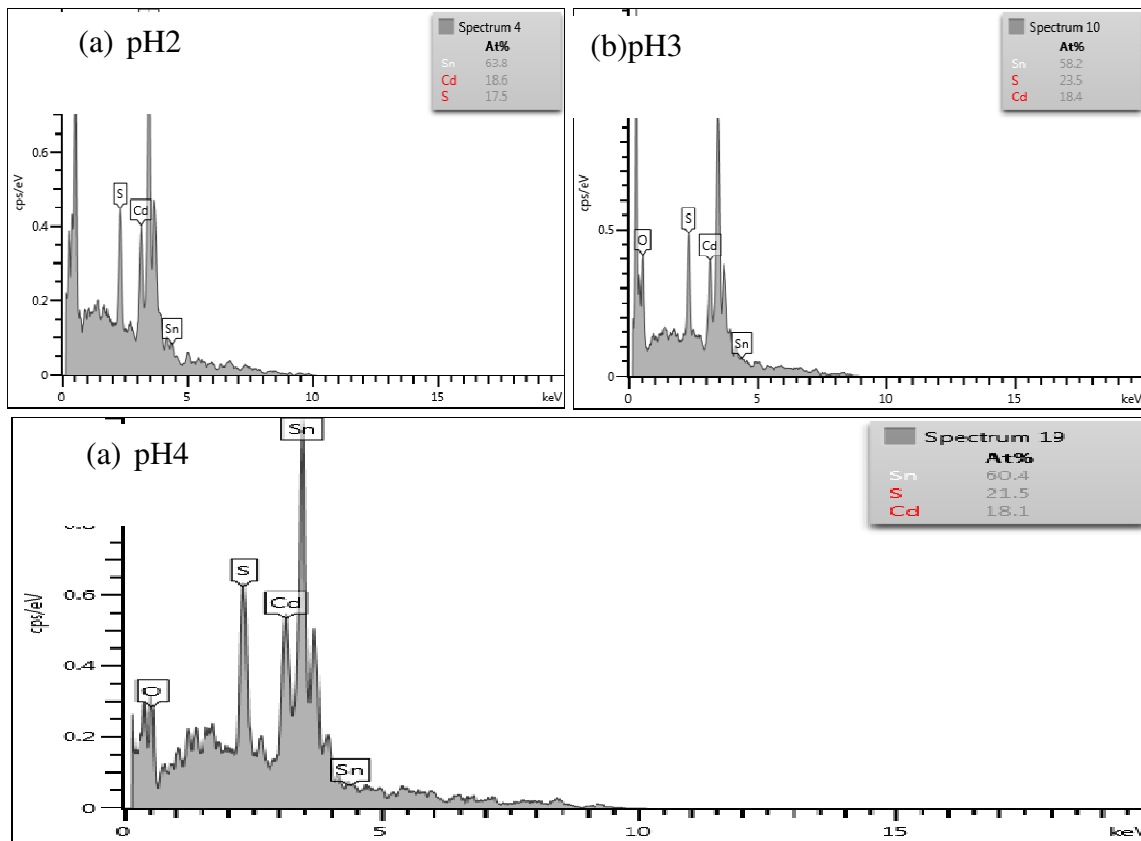 (a) pH2
Spectrum 4
At%
Sn 63.8
Cd 18.6
S 17.5
0.6
0.4
0.2
0
cps/eV
S
Cd
Sn
0 5 10 15 keV
(b)pH3
Spectrum 10
At%
Sn 58.2
S 23.5
Cd 18.4
0.5
0
cps/eV
O
S
Cd
Sn
0 5 10 15 keV
(a) pH4
Spectrum 19
At%
Sn 60.4
S 21.5
Cd 18.1
0.6
0.4
0.2
0
cps/eV
Sn
S
Cd
O
Sn
0 5 10 15 keV